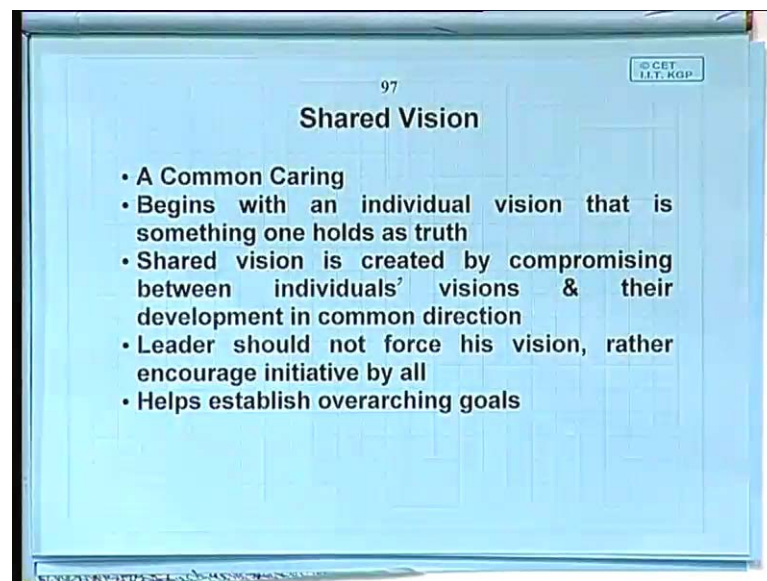 © CET
I.I.T. KGP
97
Shared Vision
• A Common Caring
• Begins with an individual vision that is
something one holds as truth
• Shared vision is created by compromising
between individuals' visions & their
development in common direction
• Leader should not force his vision, rather
encourage initiative by all
• Helps establish overarching goals